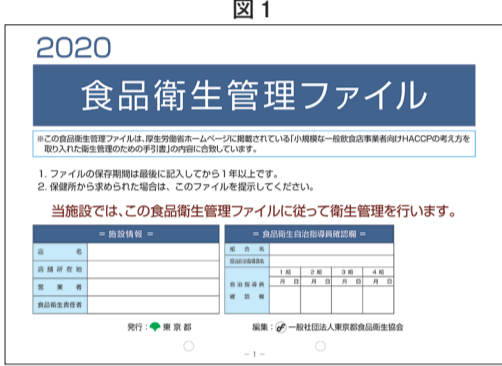 図1
2020
食品衛生管理ファイル
※この食品衛生管理ファイルは、厚生労働省ホームページに掲載されている「小規模な一般飲食店事業者向けHACCPの考え方を
取り入れた衛生管理のための手引書」の内容に合致しています。
1. ファイルの保存期間は最後に記入してから1年以上です。
2. 保健所から求められた場合は、このファイルを提示してください。
当施設では、この食品衛生管理ファイルに従って衛生管理を行います。
= 施設情報 =
店名
店舗所在地
営業者
食品衛生責任者
= 食品衛生自治指導員確認欄 =
組合名
自治指導員
確認欄
1組 2組 3組 4組
月 日 月 日 月 日 月 日
発行: 東京都
編集: 一般社団法人東京都食品衛生協会
- 1 -